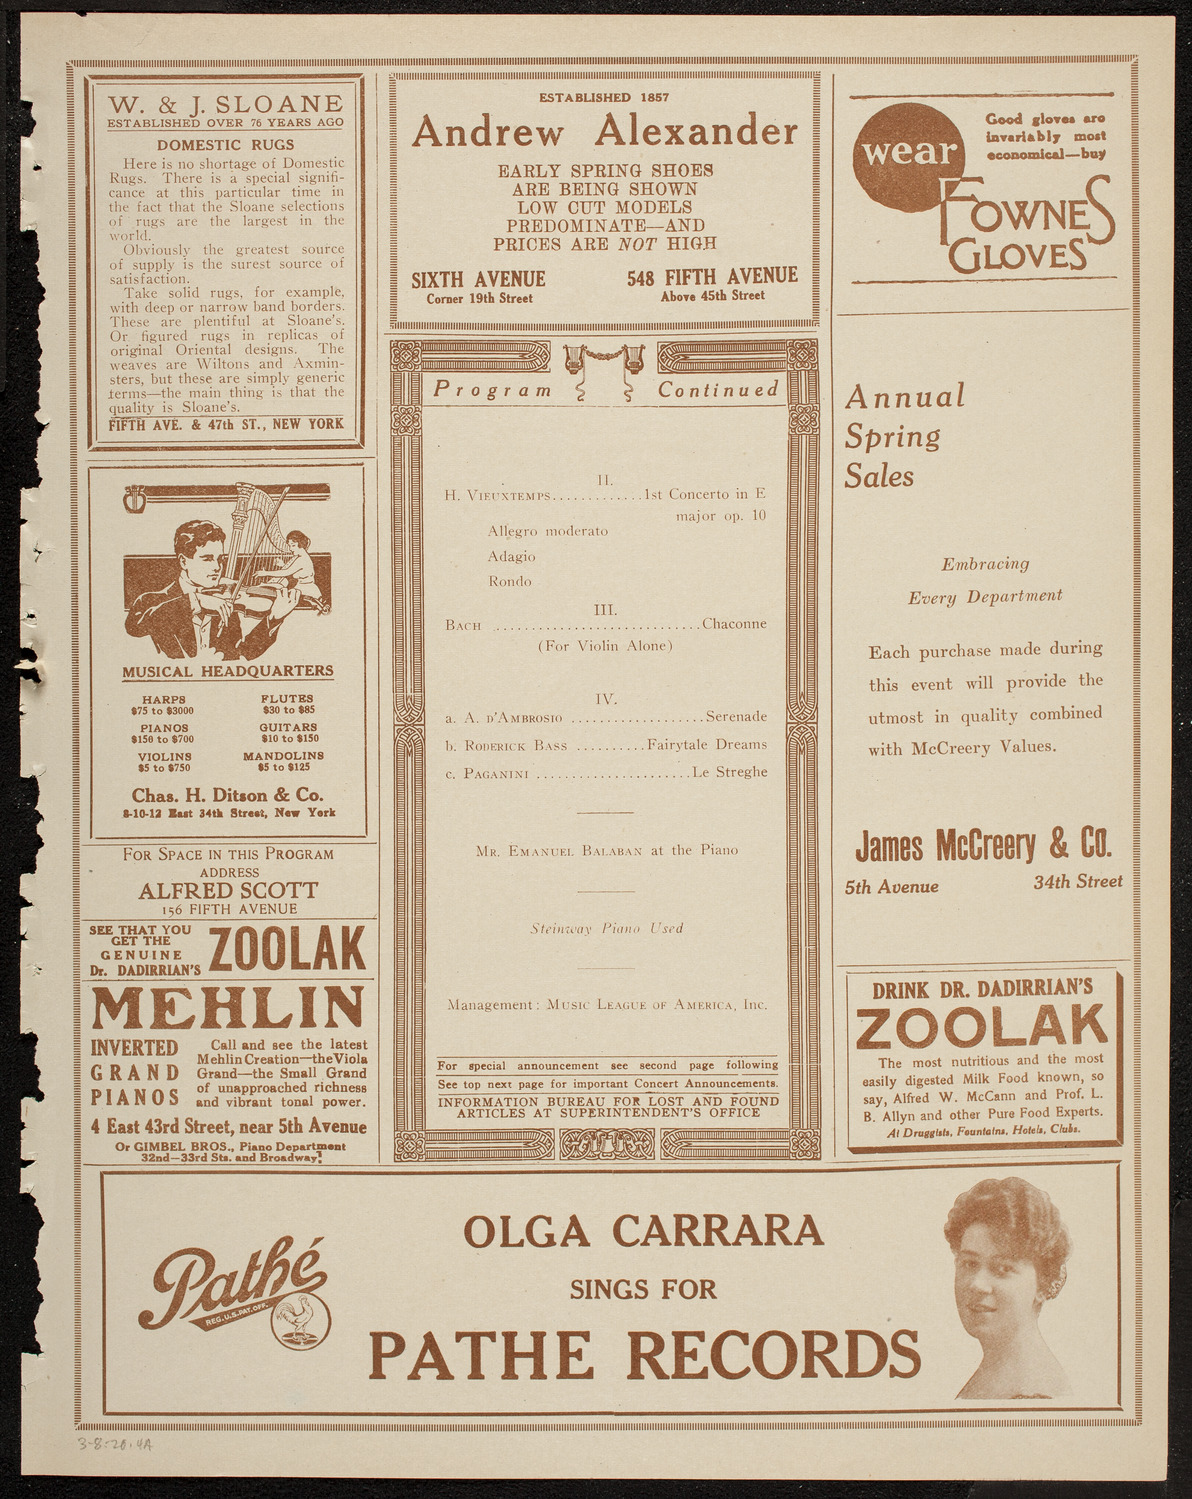 W. & J. SLOANE
ESTABLISHED OVER 76 YEARS AGO
DOMESTIC RUGS
Here is no shortage of Domestic
Rugs. There is a special signifi-
cance at this particular time in
the fact that the Sloane selections
of rugs are the largest in the
world.
Obviously the greatest source
of supply is the surest source of
satisfaction.
Take solid rugs, for example,
with deep or narrow band borders.
These are plentiful at Sloane's.
Or figured rugs in replicas of
original Oriental designs. The
weaves are Wiltons and Axmin-
sters, but these are simply generic
terms—the main thing is that the
quality is Sloane's.
FIFTH AVE. & 47th ST., NEW YORK
MUSICAL HEADQUARTERS
HARPS
$75 to $3000
FLUTES
$30 to $85
PIANOS
$150 to $700
GUITARS
$10 to $150
VIOLINS
$5 to $750
MANDOLINS
$5 to $125
Chas. H. Ditson & Co.
8-10-12 East 34th Street, New York
FOR SPACE IN THIS PROGRAM
ADDRESS
ALFRED SCOTT
156 FIFTH AVENUE
SEE THAT YOU
GET THE
GENUINE
Dr. DADIRRIAN'S
ZOOLAK
MEHLIN
INVERTED
GRAND
PIANOS
Call and see the latest
Mehlin Creation—the Viola
Grand—the Small Grand
of unapproached richness
and vibrant tonal power.
4 East 43rd Street, near 5th Avenue
Or GIMBEL BROS., Piano Department
32nd—33rd Sts. and Broadway
ESTABLISHED 1857
Andrew Alexander
EARLY SPRING SHOES
ARE BEING SHOWN
LOW CUT MODELS
PREDOMINATE—AND
PRICES ARE NOT HIGH
SIXTH AVENUE
Corner 19th Street
548 FIFTH AVENUE
Above 45th Street
Program Continued
II.
H. VIEUXTEMPS.............1st Concerto in E
major op. 10
Allegro moderato
Adagio
Rondo
III.
BACH ............................Chaconne
(For Violin Alone)
IV.
a. A. D'AMBROSIO ..................Serenade
b. RODERICK BASS ..........Fairytale Dreams
c. PAGANINI .....................Le Streghe
MR. EMANUEL BALABAN at the Piano
Steinway Piano Used
Management: MUSIC LEAGUE OF AMERICA, INC.
For special announcement see second page following
See top next page for important Concert Announcements.
INFORMATION BUREAU FOR LOST AND FOUND
ARTICLES AT SUPERINTENDENT'S OFFICE
wear
Good gloves are
invariably most
economical—buy
FOWNES
GLOVES
Annual
Spring
Sales
Embracing
Every Department
Each purchase made during
this event will provide the
utmost in quality combined
with McCreery Values.
James McCreery & Co.
5th Avenue 34th Street
DRINK DR. DADIRRIAN'S
ZOOLAK
The most nutritious and the most
easily digested Milk Food known, so
say, Alfred W. McCann and Prof. L.
B. Allyn and other Pure Food Experts.
At Druggists, Fountains, Hotels, Clubs.
Pathé
REG. U.S. PAT. OFF.
OLGA CARRARA
SINGS FOR
PATHE RECORDS
3-8-20.4A